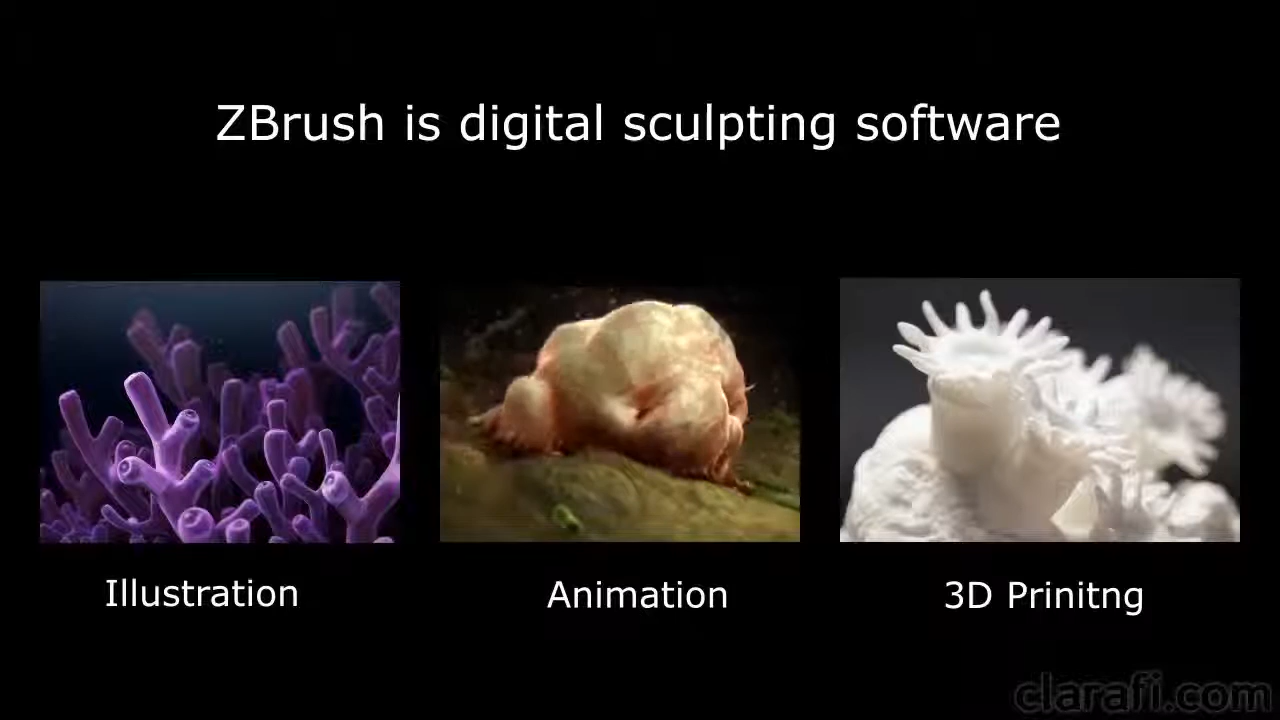 ZBrush is digital sculpting software
Illustration
Animation
3D Prinitng
clarafi.com